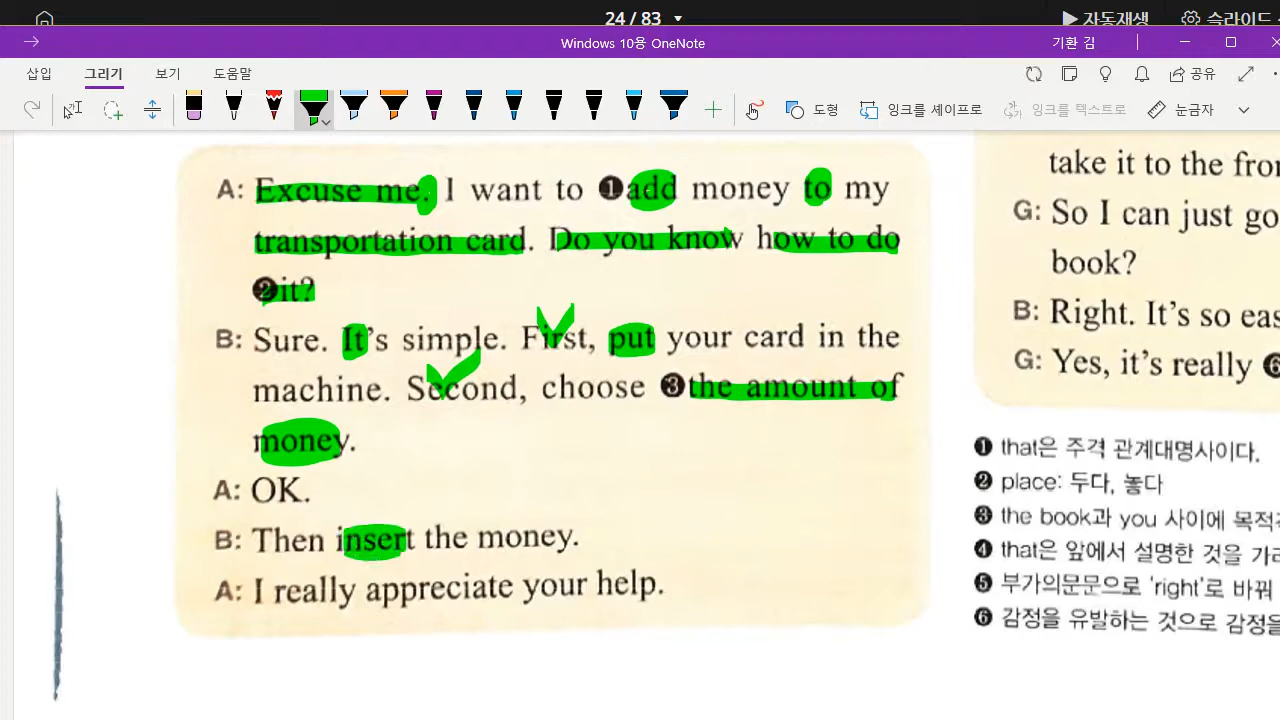 24 / 83
자동재생
Windows 10용 OneNote
기환 김
삽입 그리기 보기 도움말
공유
도형 잉크를 셰이프로 잉크를 텍스트로 눈금자
A: Excuse me. I want to ❶add money to my
transportation card. Do you know how to do
❷it?
B: Sure. It's simple. First, put your card in the
machine. Second, choose ❸the amount of
money.
A: OK.
B: Then insert the money.
A: I really appreciate your help.
take it to the
G: So I can just go
book?
B: Right. It's so
G: Yes, it's really ❻
❶ that은 주격 관계대명사이다.
❷ place: 두다, 놓다
❸ the book과 you 사이에
❹ that은 앞에서 설명한 것을
❺ 부가의문문으로 'right'로 바꿔
❻ 감정을 유발하는 것으로 감정을